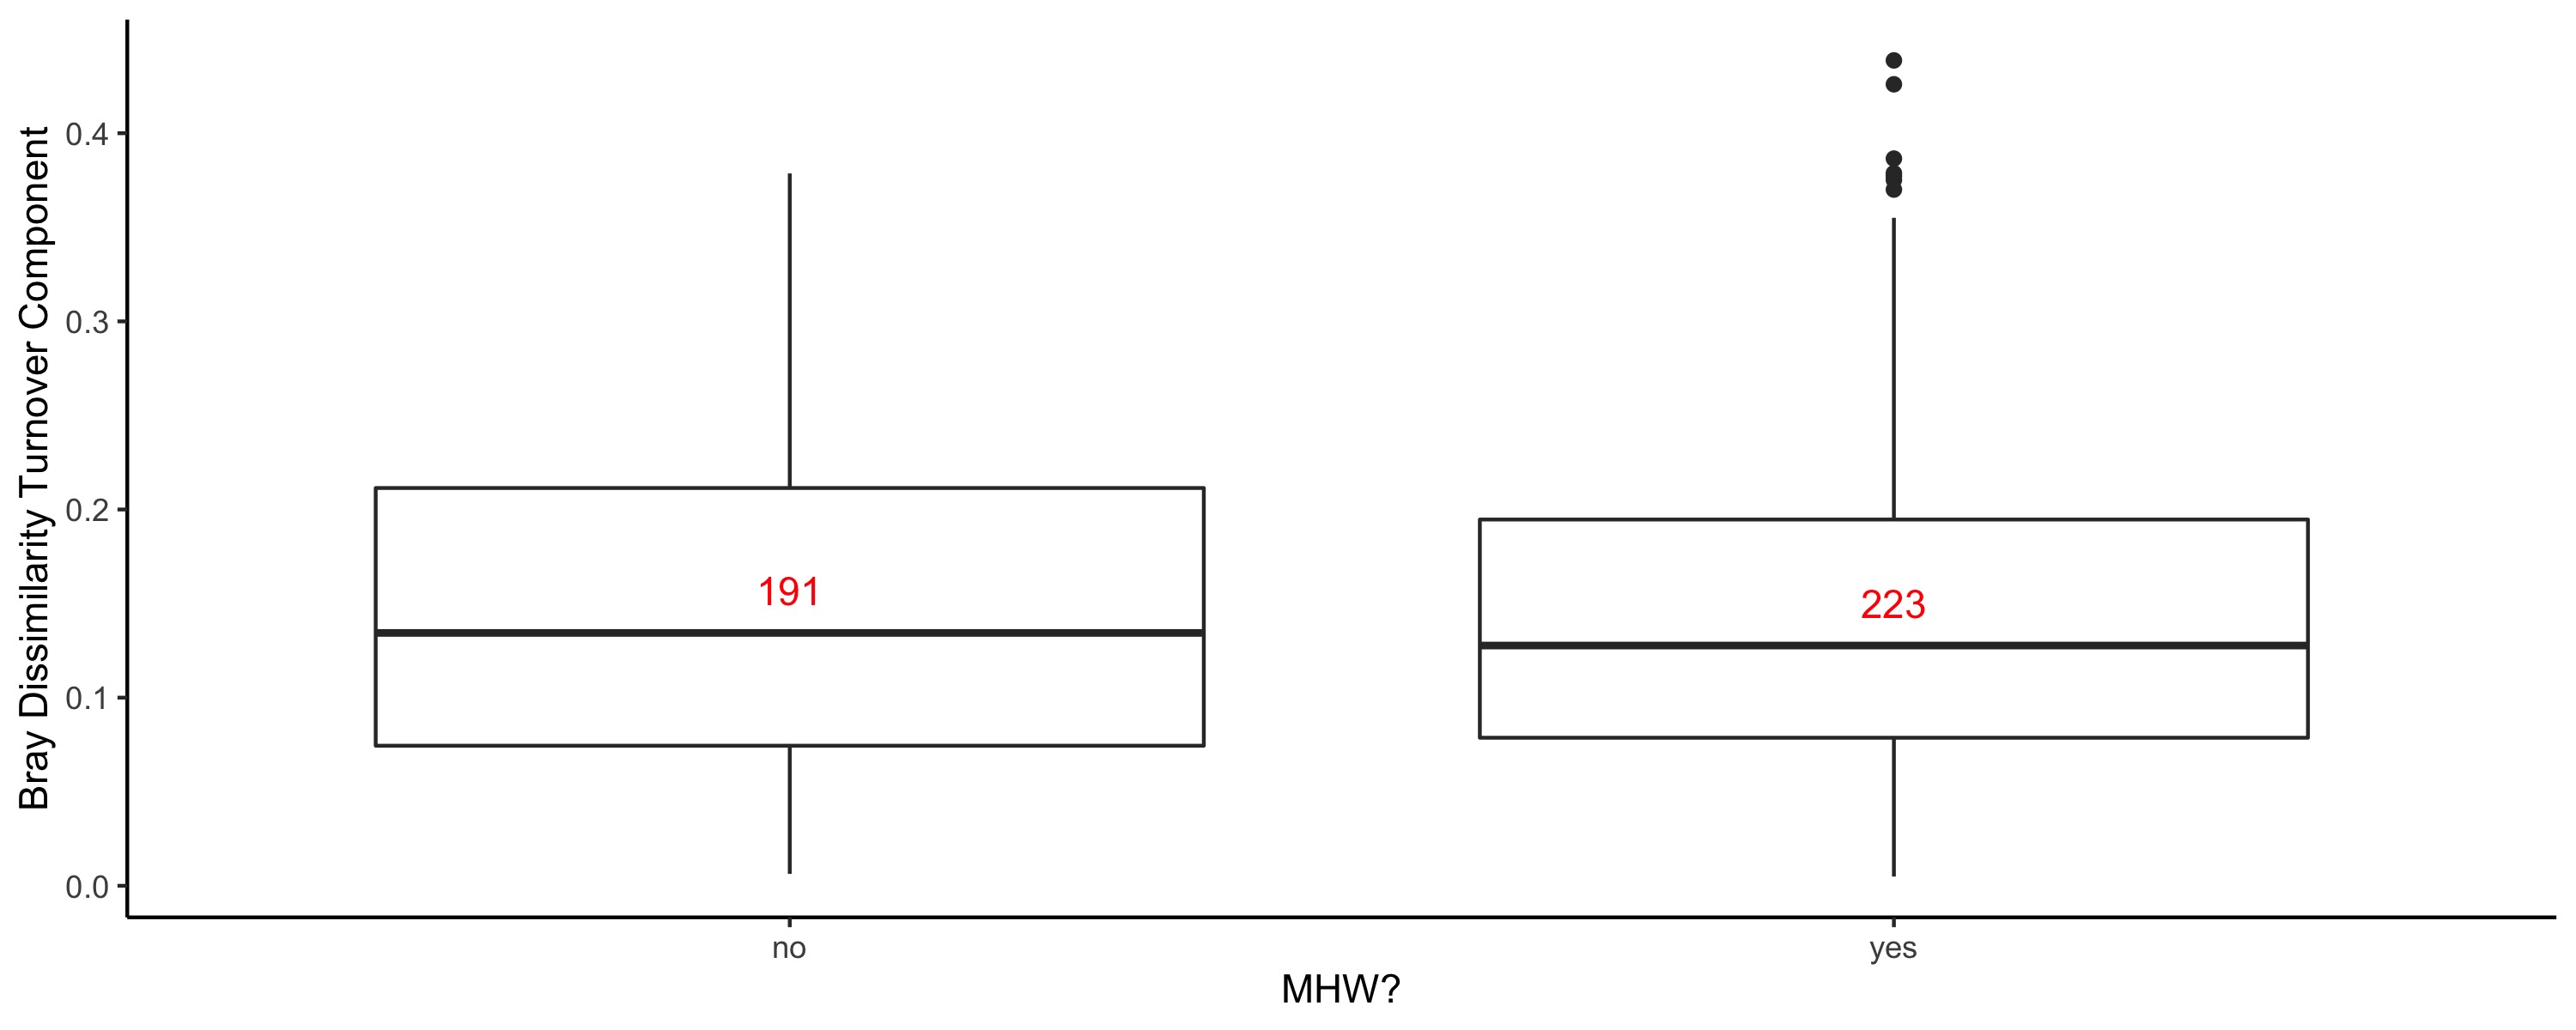 Bray Dissimilarity Turnover Component
0.4
0.3
0.2
0.1
0.0
191
223
no
yes
MHW?